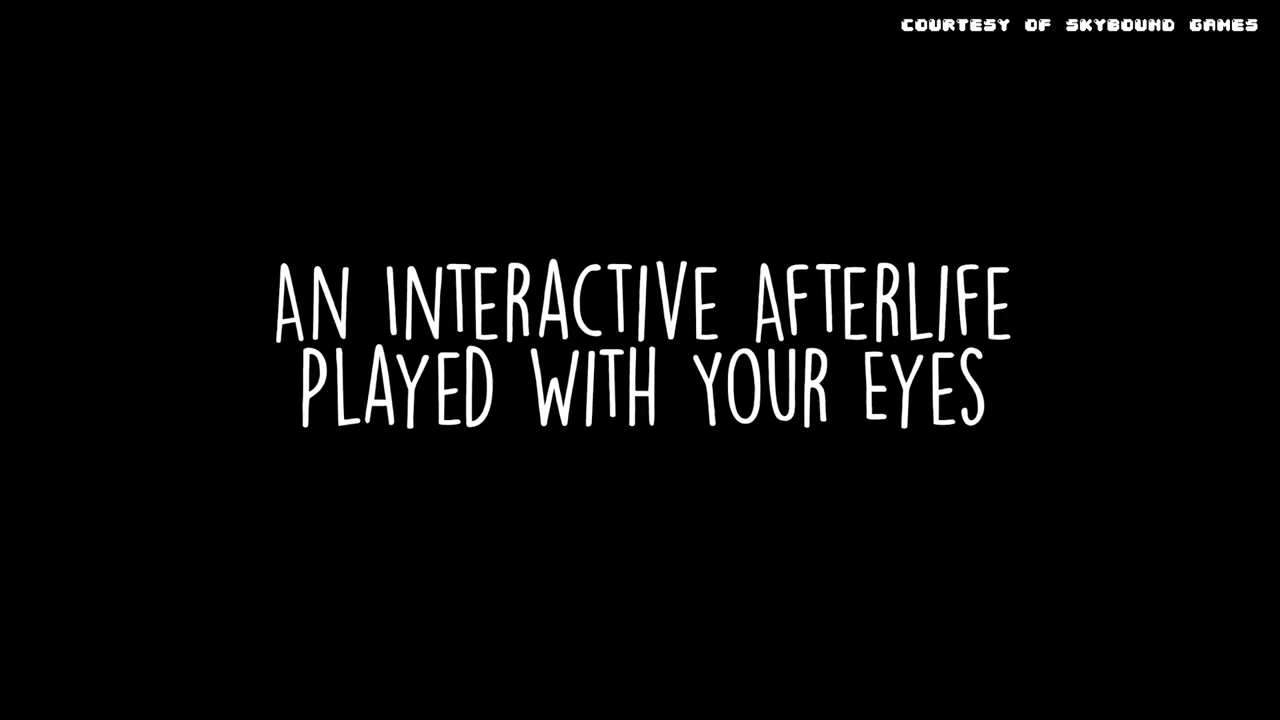 COURTESY OF SKYBOUND GAMES
AN INTERACTIVE AFTERLIFE
PLAYED WITH YOUR EYES